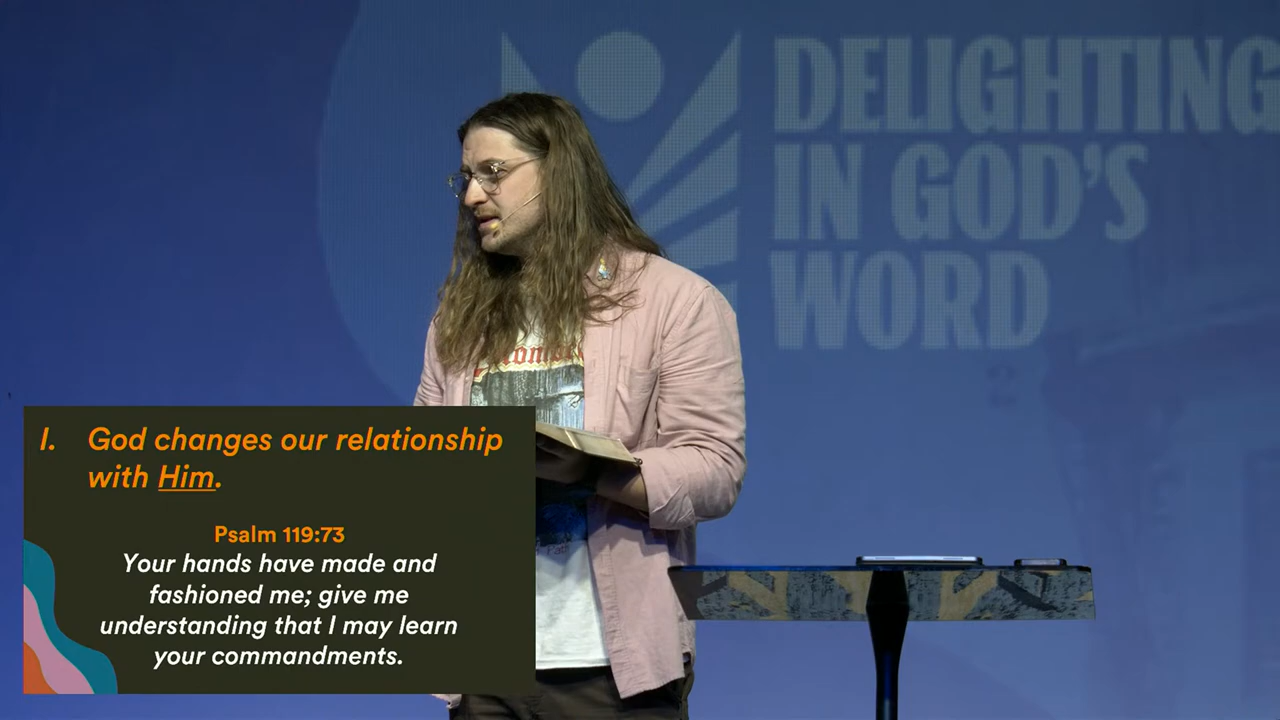 DELIGHTING
IN GOD'S
WORD
I. God changes our relationship
with Him.
Psalm 119:73
Your hands have made and
fashioned me; give me
understanding that I may learn
your commandments.